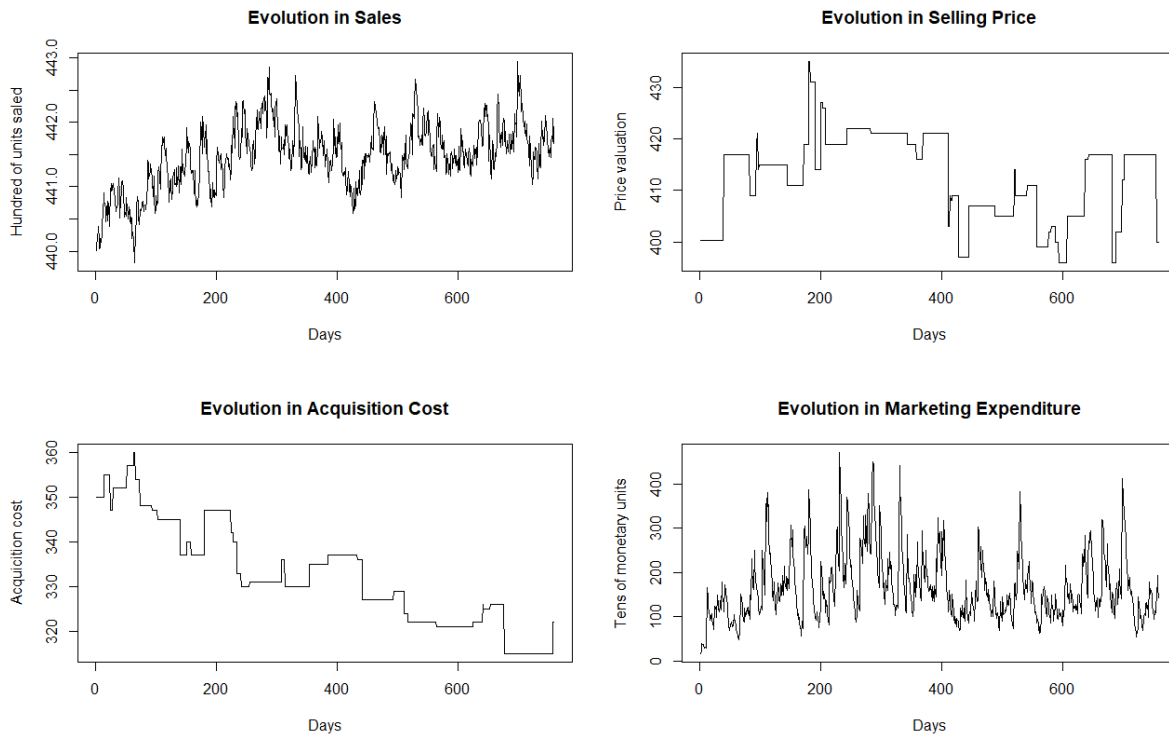 Evolution in Sales
Hundred of units saled
443.0
442.0
441.0
440.0
0
200
400
600
Days
Evolution in Selling Price
Price valuation
430
420
410
400
0
200
400
600
Days
Evolution in Acquisition Cost
Acquicition cost
360
350
340
330
320
0
200
400
600
Days
Evolution in Marketing Expenditure
Tens of monetary units
400
300
200
100
0
0
200
400
600
Days